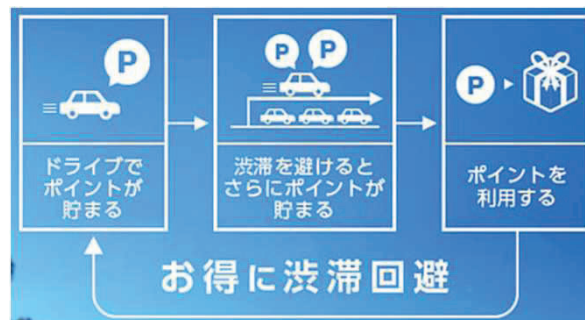 P
ドライブで
ポイントが
貯まる
P P
渋滞を避けると
さらにポイントが
貯まる
P
ポイントを
利用する
お得に渋滞回避